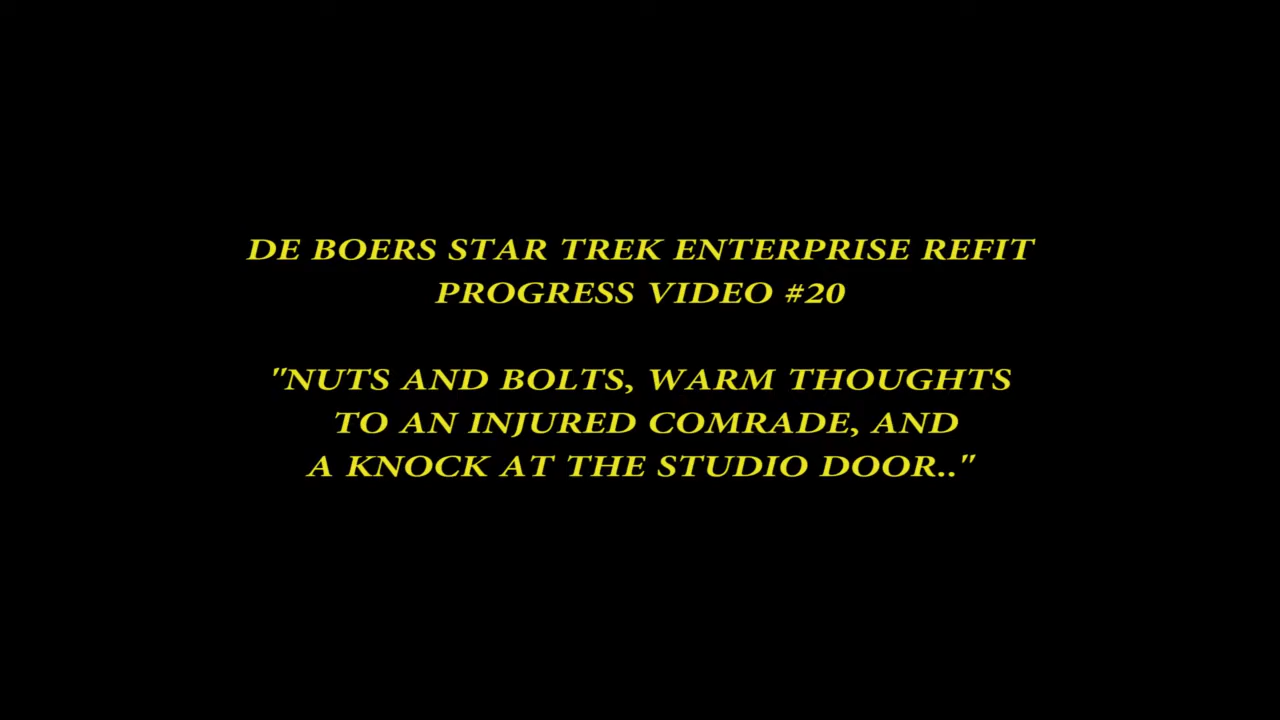 DE BOERS STAR TREK ENTERPRISE REFIT
PROGRESS VIDEO #20
"NUTS AND BOLTS, WARM THOUGHTS
TO AN INJURED COMRADE, AND
A KNOCK AT THE STUDIO DOOR.."